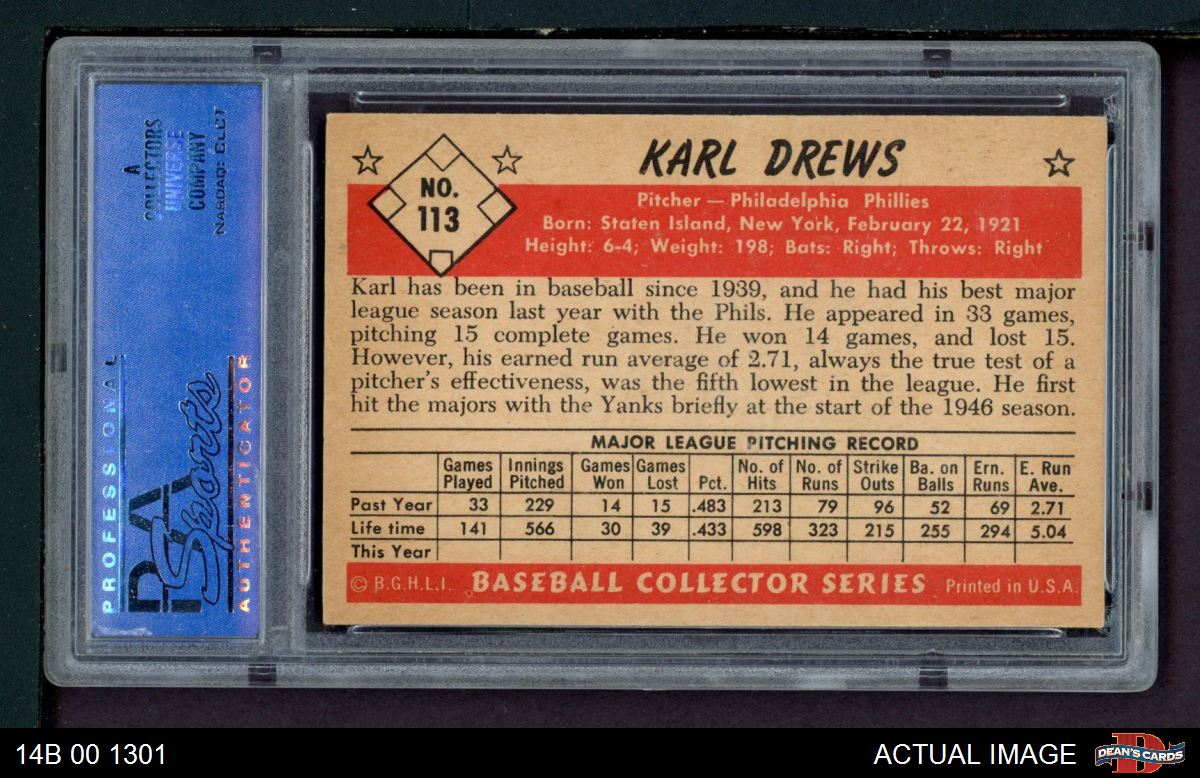 A
COLLECTORS
UNIVERSE
COMPANY
NASDAQ: CLCT
PROFESSIONAL
PSA
Sports
AUTHENTICATOR
NO.
113
KARL DREWS
Pitcher — Philadelphia Phillies
Born: Staten Island, New York, February 22, 1921
Height: 6-4; Weight: 198; Bats: Right; Throws: Right
Karl has been in baseball since 1939, and he had his best major
league season last year with the Phils. He appeared in 33 games,
pitching 15 complete games. He won 14 games, and lost 15.
However, his earned run average of 2.71, always the true test of a
pitcher's effectiveness, was the fifth lowest in the league. He first
hit the majors with the Yanks briefly at the start of the 1946 season.
MAJOR LEAGUE PITCHING RECORD
Games Played Innings Pitched Games Won Games Lost Pct. No. of Hits No. of Runs Strike Outs Ba. on Balls Ern. Runs E. Run Ave.
Past Year 33 229 14 15 .483 213 79 96 52 69 2.71
Life time 141 566 30 39 .433 598 323 215 255 294 5.04
This Year
© B.G.H.L.I. BASEBALL COLLECTOR SERIES Printed in U.S.A.
14B 00 1301
ACTUAL IMAGE
DEAN'S CARDS